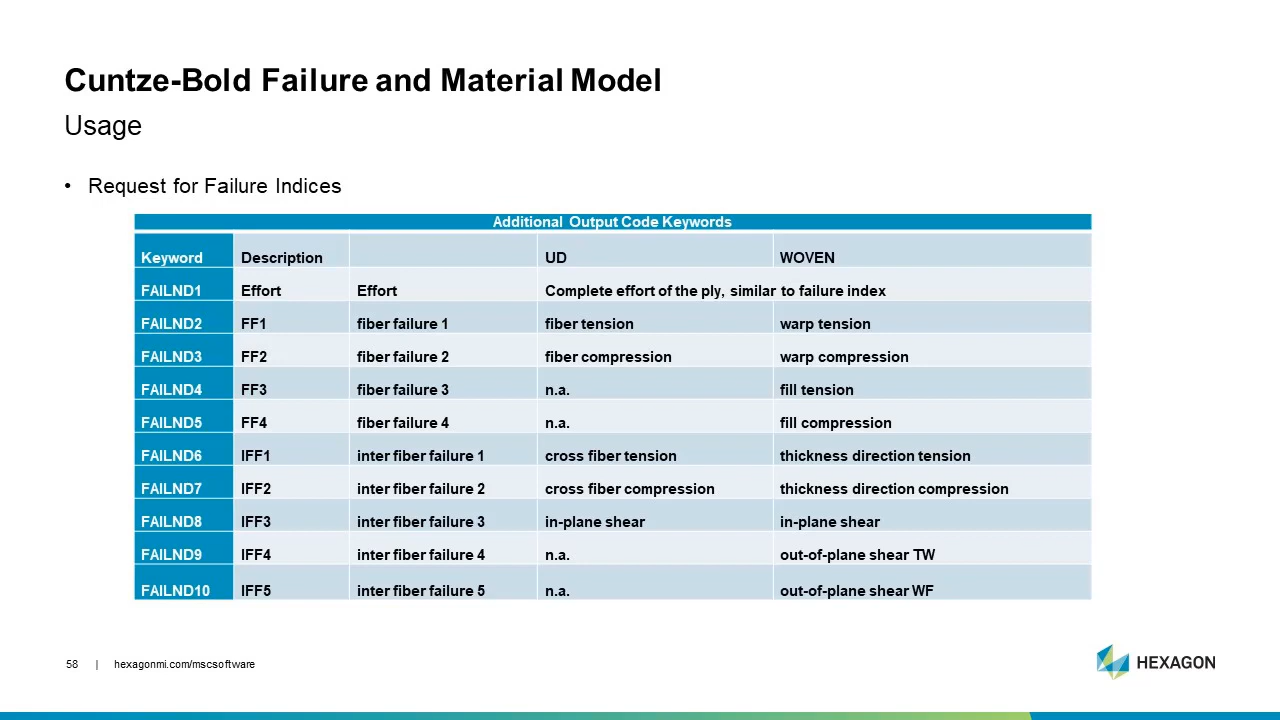 Cuntze-Bold Failure and Material Model
Usage
• Request for Failure Indices
Additional Output Code Keywords
Keyword Description UD WOVEN
FAILND1 Effort Effort Complete effort of the ply, similar to failure index
FAILND2 FF1 fiber failure 1 fiber tension warp tension
FAILND3 FF2 fiber failure 2 fiber compression warp compression
FAILND4 FF3 fiber failure 3 n.a. fill tension
FAILND5 FF4 fiber failure 4 n.a. fill compression
FAILND6 IFF1 inter fiber failure 1 cross fiber tension thickness direction tension
FAILND7 IFF2 inter fiber failure 2 cross fiber compression thickness direction compression
FAILND8 IFF3 inter fiber failure 3 in-plane shear in-plane shear
FAILND9 IFF4 inter fiber failure 4 n.a. out-of-plane shear TW
FAILND10 IFF5 inter fiber failure 5 n.a. out-of-plane shear WF
58 | hexagonmi.com/mscsoftware
HEXAGON